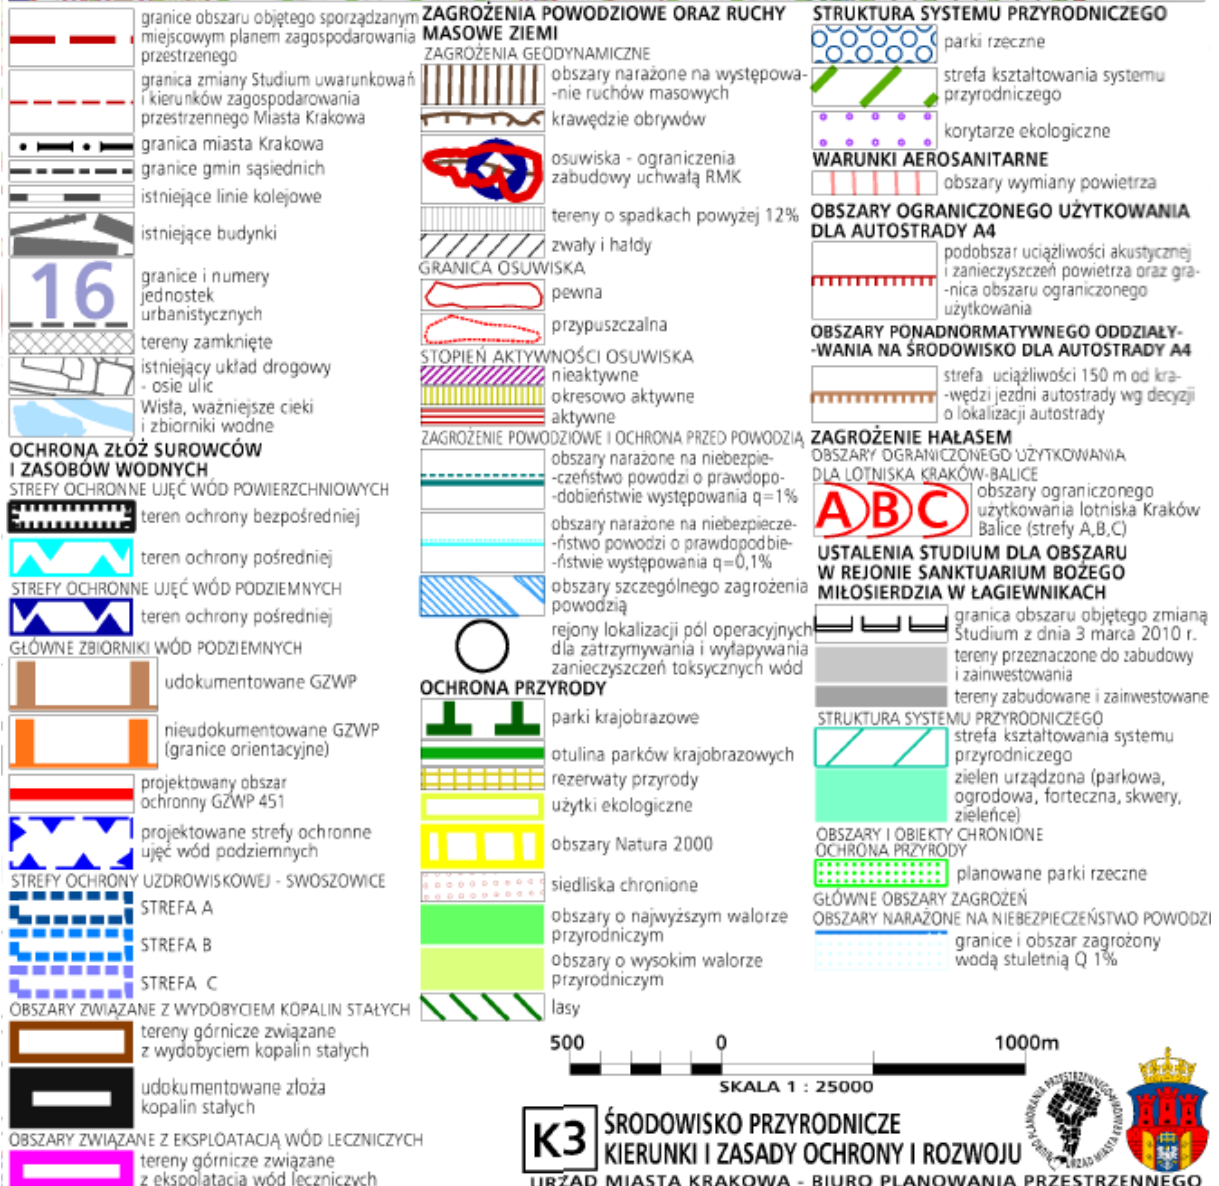 granice obszaru objętego sporządzanym
miejscowym planem zagospodarowania
przestrzenego
granica zmiany Studium uwarunkowań
i kierunków zagospodarowania
przestrzennego Miasta Krakowa
granica miasta Krakowa
granice gmin sąsiednich
istniejące linie kolejowe
istniejące budynki
16
granice i numery
jednostek
urbanistycznych
tereny zamknięte
istniejący układ drogowy
- osie ulic
Wisła, ważniejsze cieki
i zbiorniki wodne
OCHRONA ZŁÓŻ SUROWCÓW
I ZASOBÓW WODNYCH
STREFY OCHRONNE UJĘĆ WÓD POWIERZCHNIOWYCH
teren ochrony bezpośredniej
teren ochrony pośredniej
STREFY OCHRONNE UJĘĆ WÓD PODZIEMNYCH
teren ochrony pośredniej
GŁÓWNE ZBIORNIKI WÓD PODZIEMNYCH
udokumentowane GZWP
nieudokumentowane GZWP
(granice orientacyjne)
projektowany obszar
ochronny GZWP 451
projektowane strefy ochronne
ujęć wód podziemnych
STREFY OCHRONY UZDROWISKOWEJ - SWOSZOWICE
STREFA A
STREFA B
STREFA C
OBSZARY ZWIĄZANE Z WYDOBYCIEM KOPALIN STAŁYCH
tereny górnicze związane
z wydobyciem kopalin stałych
udokumentowane złoża
kopalin stałych
OBSZARY ZWIĄZANE Z EKSPLOATACJĄ WÓD LECZNICZYCH
tereny górnicze związane
z ekspolatacją wód leczniczych
ZAGROŻENIA POWODZIOWE ORAZ RUCHY
MASOWE ZIEMI
ZAGROŻENIA GEODYNAMICZNE
obszary narażone na występowa-
-nie ruchów masowych
krawędzie obrywów
osuwiska - ograniczenia
zabudowy uchwałą RMK
tereny o spadkach powyżej 12%
zwały i hałdy
GRANICA OSUWISKA
pewna
przypuszczalna
STOPIEŃ AKTYWNOŚCI OSUWISKA
nieaktywne
okresowo aktywne
aktywne
ZAGROŻENIE POWODZIOWE I OCHRONA PRZED POWODZIĄ
obszary narażone na niebezpie-
-czeństwo powodzi o prawdopo-
-dobieństwie występowania q=1%
obszary narażone na niebezpiecze-
-ństwo powodzi o prawdopodbie-
-ństwie występowania q=0,1%
obszary szczególnego zagrożenia
powodzią
rejony lokalizacji pól operacyjnych
dla zatrzymywania i wyłapywania
zanieczyszczeń toksycznych wód
OCHRONA PRZYRODY
parki krajobrazowe
otulina parków krajobrazowych
rezerwaty przyrody
użytki ekologiczne
obszary Natura 2000
siedliska chronione
obszary o najwyższym walorze
przyrodniczym
obszary o wysokim walorze
przyrodniczym
lasy
STRUKTURA SYSTEMU PRZYRODNICZEGO
parki rzeczne
strefa kształtowania systemu
przyrodniczego
korytarze ekologiczne
WARUNKI AEROSANITARNE
obszary wymiany powietrza
OBSZARY OGRANICZONEGO UŻYTKOWANIA
DLA AUTOSTRADY A4
podobszar uciążliwości akustycznej
i zanieczyszczeń powietrza oraz gra-
-nica obszaru ograniczonego
użytkowania
OBSZARY PONADNORMATYWNEGO ODDZIAŁY-
-WANIA NA ŚRODOWISKO DLA AUTOSTRADY A4
strefa uciążliwości 150 m od kra-
-wędzi jezdni autostrady wg decyzji
o lokalizacji autostrady
ZAGROŻENIE HAŁASEM
OBSZARY OGRANICZONEGO UŻYTKOWANIA
DLA LOTNISKA KRAKÓW-BALICE
A B C
obszary ograniczonego
użytkowania lotniska Kraków
Balice (strefy A,B,C)
USTALENIA STUDIUM DLA OBSZARU
W REJONIE SANKTUARIUM BOŻEGO
MIŁOSIERDZIA W ŁAGIEWNIKACH
granica obszaru objętego zmianą
Studium z dnia 3 marca 2010 r.
tereny przeznaczone do zabudowy
i zainwestowania
tereny zabudowane i zainwestowane
STRUKTURA SYSTEMU PRZYRODNICZEGO
strefa kształtowania systemu
przyrodniczego
zielen urządzona (parkowa,
ogrodowa, forteczna, skwery,
zieleńce)
OBSZARY I OBIEKTY CHRONIONE
OCHRONA PRZYRODY
planowane parki rzeczne
GŁÓWNE OBSZARY ZAGROŻEŃ
OBSZARY NARAŻONE NA NIEBEZPIECZEŃSTWO POWODZI
granice i obszar zagrożony
wodą stuletnią Q 1%
500 0 1000m
SKALA 1 : 25000
K3
ŚRODOWISKO PRZYRODNICZE
KIERUNKI I ZASADY OCHRONY I ROZWOJU
URZĄD MIASTA KRAKOWA - BIURO PLANOWANIA PRZESTRZENNEGO